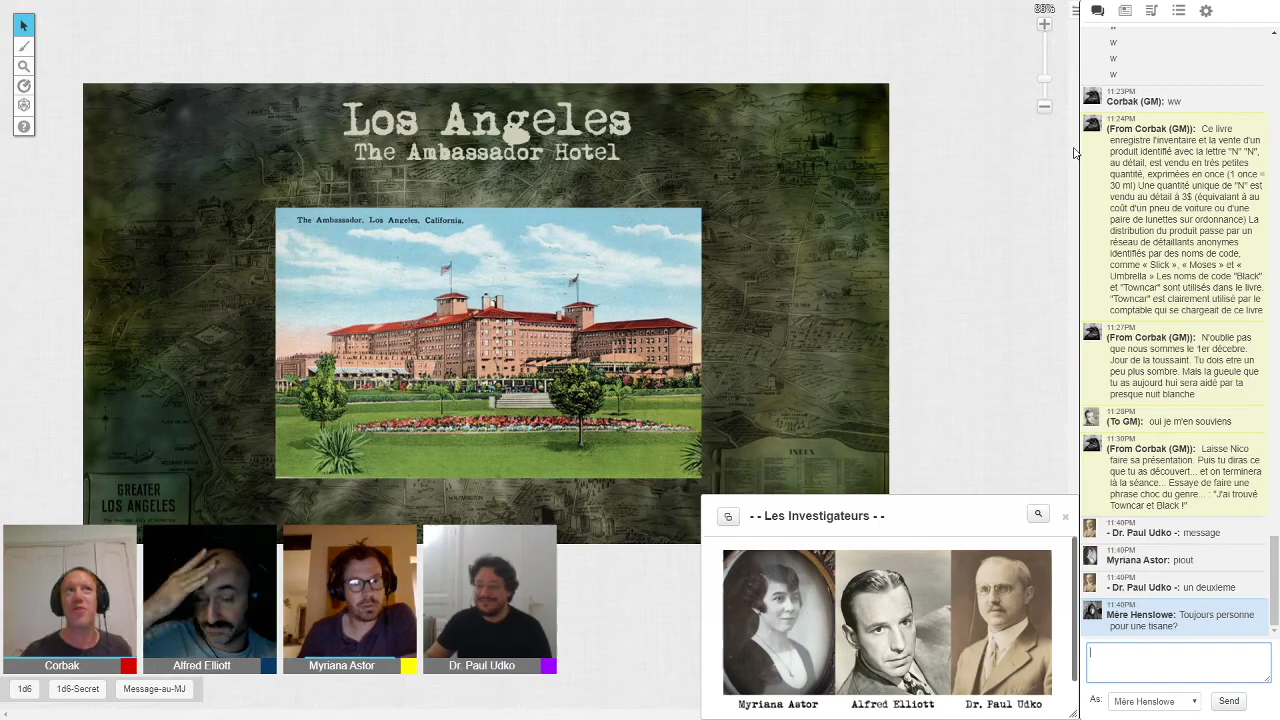 88%
Los Angeles
The Ambassador Hotel
The Ambassador, Los Angeles, California.
GREATER
LOS ANGELES
INDEX
WILMINGTON
Corbak
Alfred Elliott
Myriana Astor
Dr. Paul Udko
1d6
1d6-Secret
Message-au-MJ
- - Les Investigateurs - -
Myriana Astor
Alfred Elliott
Dr. Paul Udko
w
w
w
11:23PM
Corbak (GM): ww
11:24PM
(From Corbak (GM)): Ce livre
enregistre l'inventaire et la vente d'un
produit identifié avec la lettre "N" "N",
au détail, est vendu en très petites
quantité, exprimées en once (1 once =
30 ml) Une quantité unique de "N" est
vendu au détail à 3$ (équivalant à au
coût d'un pneu de voiture ou d'une
paire de lunettes sur ordonnance) La
distribution du produit passe par un
réseau de détaillants anonymes
identifiés par des noms de code,
comme « Slick », « Moses » et «
Umbrella » Les noms de code "Black"
et "Towncar" sont utilisés dans le livre.
"Towncar" est clairement utilisé par le
comptable qui se chargeait de ce livre
11:27PM
(From Corbak (GM)): N'oublie pas
que nous sommes le 1er décebre.
Jour de la toussaint. Tu dois etre un
peu plus sombre. Mais la gueule que
tu as aujourd hui sera aidé par ta
presque nuit blanche
11:28PM
(To GM): oui je m'en souviens
11:30PM
(From Corbak (GM)): Laisse Nico
faire sa présentation. Puis tu diras ce
que tu as découvert... et on terminera
là la séance... Essaye de faire une
phrase choc du genre... : "J'ai trouvé
Towncar et Black !"
11:40PM
- Dr. Paul Udko -: message
11:40PM
Myriana Astor: piout
11:40PM
- Dr. Paul Udko -: un deuxieme
11:40PM
Mère Henslowe: Toujours personne
pour une tisane?
As:
Mère Henslowe
Send